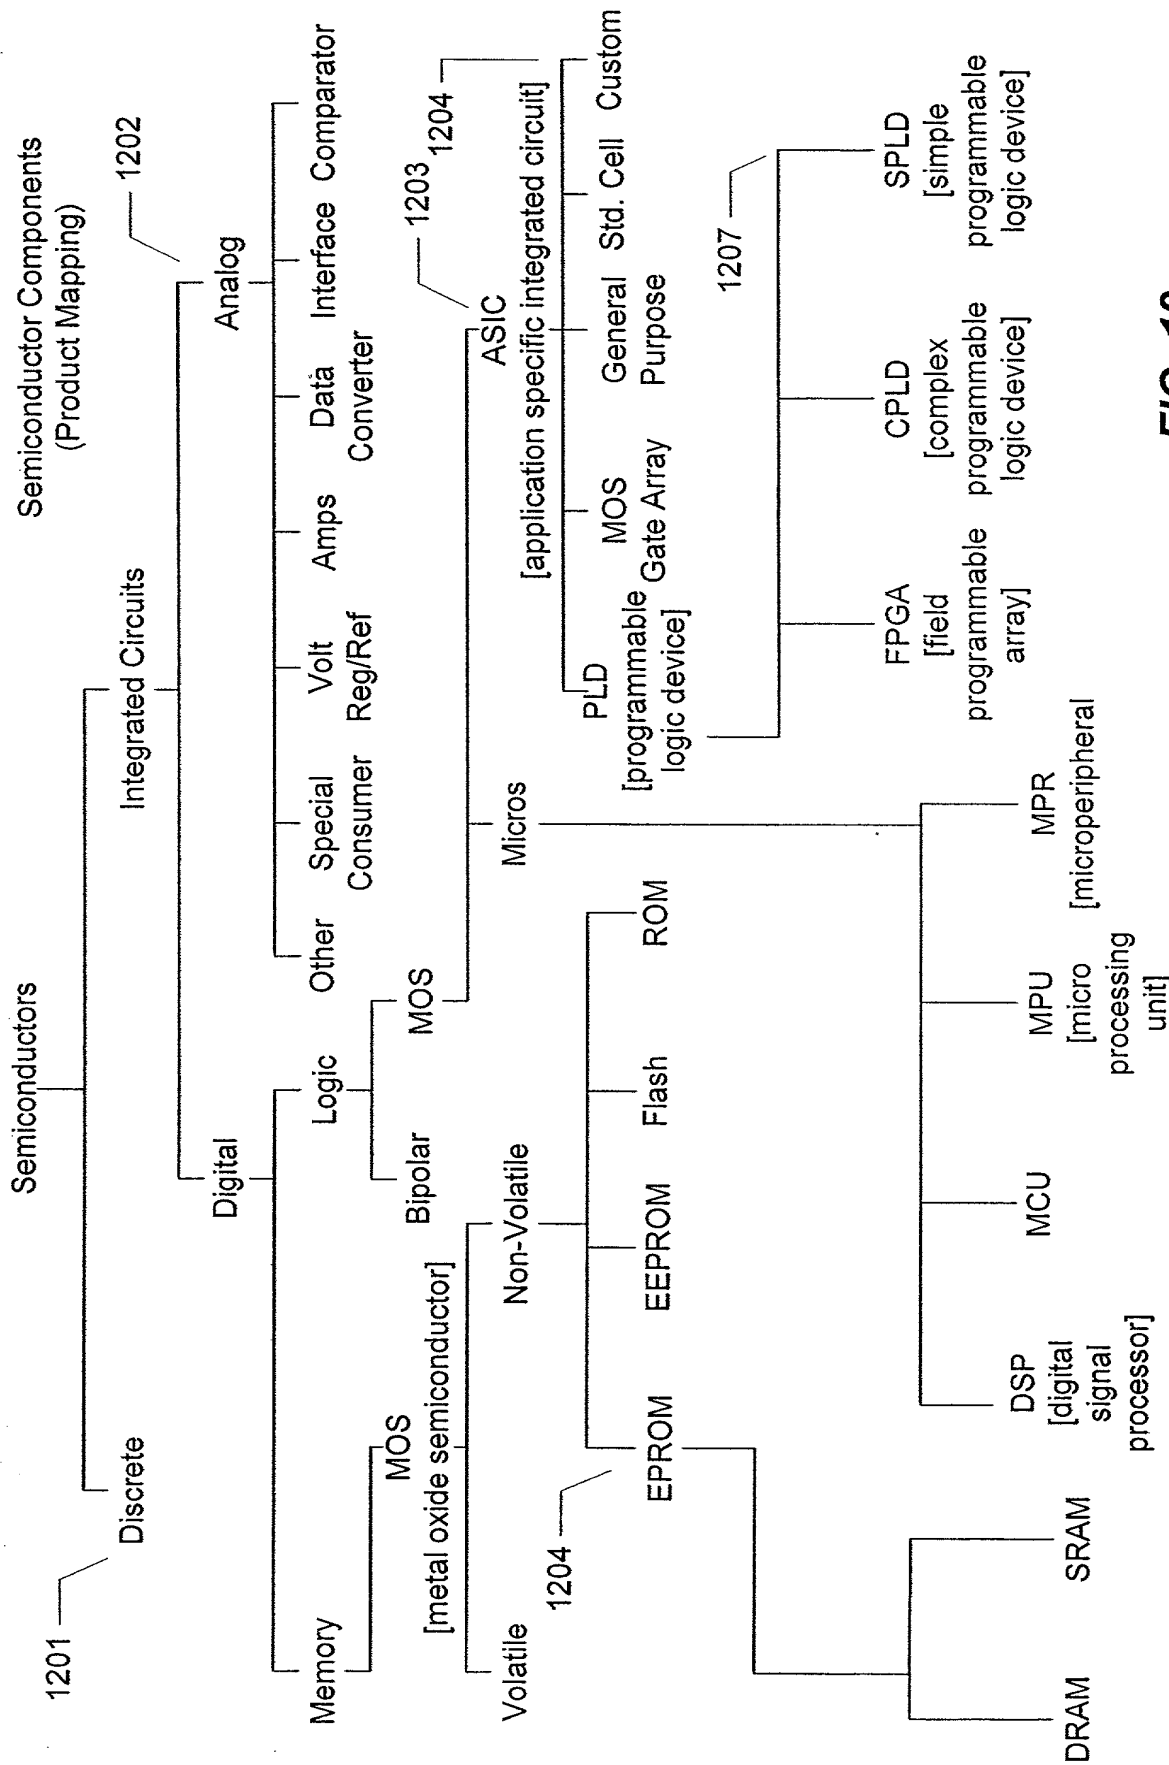 Semiconductor Components
(Product Mapping)
Semiconductors
1201
Discrete
Integrated Circuits
1202
Digital
Analog
Memory
Logic
Other
Special
Consumer
Volt
Reg/Ref
Amps
Data
Converter
Interface
Comparator
MOS
[metal oxide semiconductor]
Bipolar
MOS
1203
1204
Volatile
Non-Volatile
Micros
ASIC
[application specific integrated circuit]
1204
EPROM
EEPROM
Flash
ROM
PLD
[programmable
logic device]
MOS
Gate Array
General
Purpose
Std. Cell
Custom
1207
FPGA
[field
programmable
array]
CPLD
[complex
programmable
logic device]
SPLD
[simple
programmable
logic device]
DRAM
SRAM
DSP
[digital
signal
processor]
MCU
MPU
[micro
processing
unit]
MPR
[microperipheral